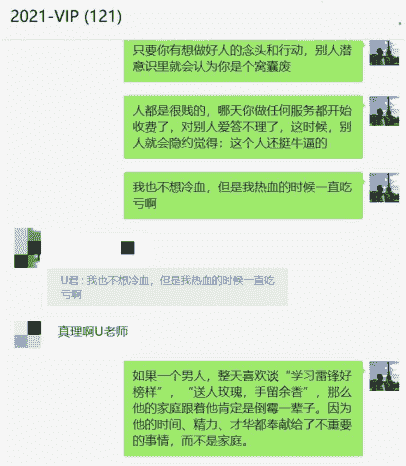 2021-VIP (121)
只要你有想做好人的念头和行动，别人潜
意识里就会认为你是个窝囊废
人都是很贱的，哪天你做任何服务都开始
收费了，对别人爱答不理了，这时候，别
人就会隐约觉得：这个人还挺牛逼的
我也不想冷血，但是我热血的时候一直吃
亏啊
U君：我也不想冷血，但是我热血的时候一直吃
亏啊
真理啊U老师
如果一个男人，整天喜欢谈“学习雷锋好
榜样”，“送人玫瑰，手留余香”，那么
他的家庭跟着他肯定是倒霉一辈子。因为
他的时间、精力、才华都奉献给了不重要
的事情，而不是家庭。